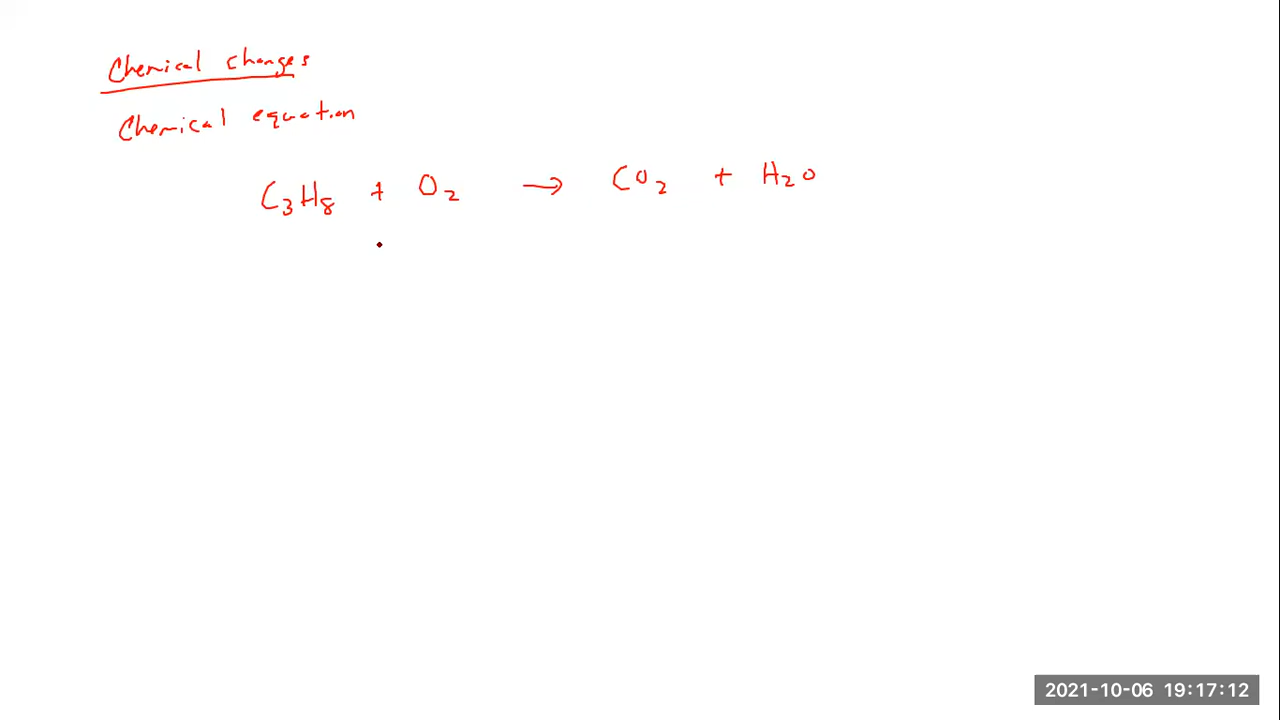 Chemical changes
Chemical equation
C₃H₈ + O₂ → CO₂ + H₂O
2021-10-06 19:17:12